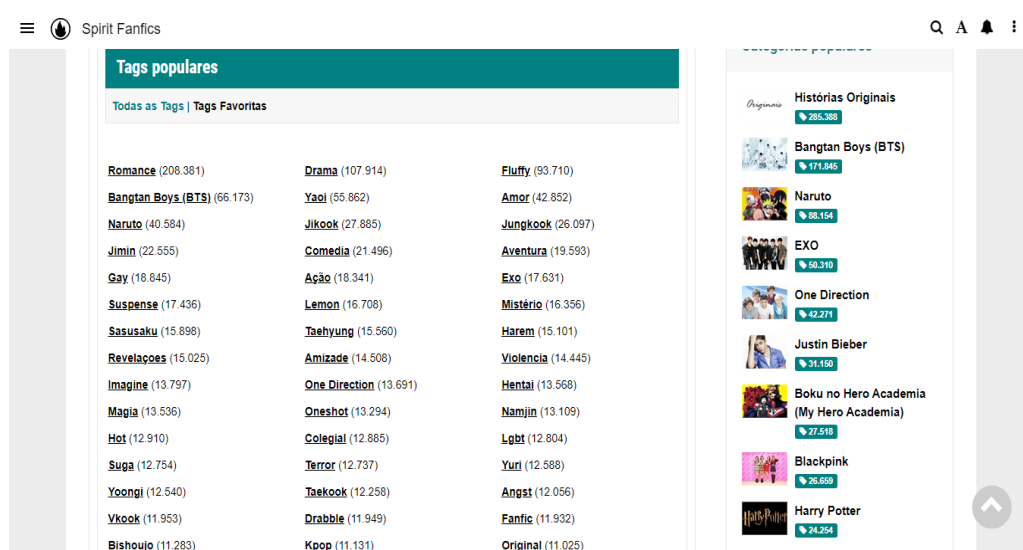 Spirit Fanfics
Tags populares
Todas as Tags | Tags Favoritas
Romance (208.381)
Drama (107.914)
Fluffy (93.710)
Bangtan Boys (BTS) (66.173)
Yaoi (55.862)
Amor (42.852)
Naruto (40.584)
Jikook (27.885)
Jungkook (26.097)
Jimin (22.555)
Comedia (21.496)
Aventura (19.593)
Gay (18.845)
Ação (18.341)
Exo (17.631)
Suspense (17.436)
Lemon (16.708)
Mistério (16.356)
Sasusaku (15.898)
Taehyung (15.560)
Harem (15.101)
Revelaçoes (15.025)
Amizade (14.508)
Violencia (14.445)
Imagine (13.797)
One Direction (13.691)
Hentai (13.568)
Magia (13.536)
Oneshot (13.294)
Namjin (13.109)
Hot (12.910)
Colegial (12.885)
Lgbt (12.804)
Suga (12.754)
Terror (12.737)
Yuri (12.588)
Yoongi (12.540)
Taekook (12.258)
Angst (12.056)
Vkook (11.953)
Drabble (11.949)
Fanfic (11.932)
Bishoujo (11.283)
Kpop (11.131)
Original (11.025)
Categorias populares
Originais
Histórias Originais
285.388
Bangtan Boys (BTS)
171.845
Naruto
88.154
EXO
50.310
One Direction
42.271
Justin Bieber
31.150
Boku no Hero Academia
(My Hero Academia)
27.518
Blackpink
26.659
Harry Potter
Harry Potter
24.254